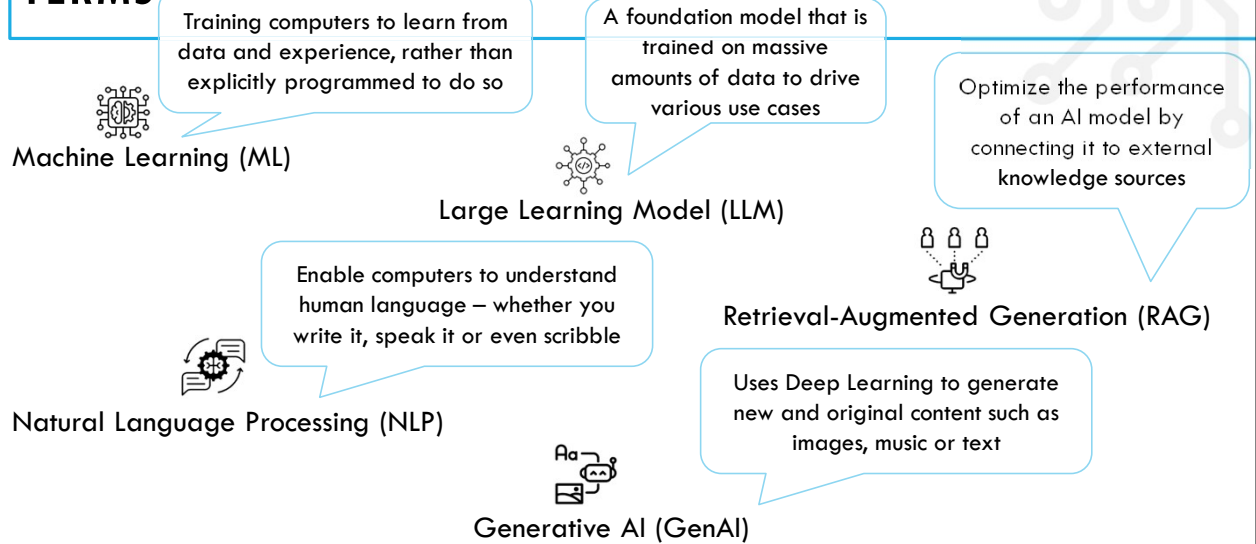 TERMS
Training computers to learn from
data and experience, rather than
explicitly programmed to do so
Machine Learning (ML)
A foundation model that is
trained on massive
amounts of data to drive
various use cases
Large Learning Model (LLM)
Optimize the performance
of an AI model by
connecting it to external
knowledge sources
Retrieval-Augmented Generation (RAG)
Enable computers to understand
human language – whether you
write it, speak it or even scribble
Natural Language Processing (NLP)
Uses Deep Learning to generate
new and original content such as
images, music or text
Aa
Generative AI (GenAI)